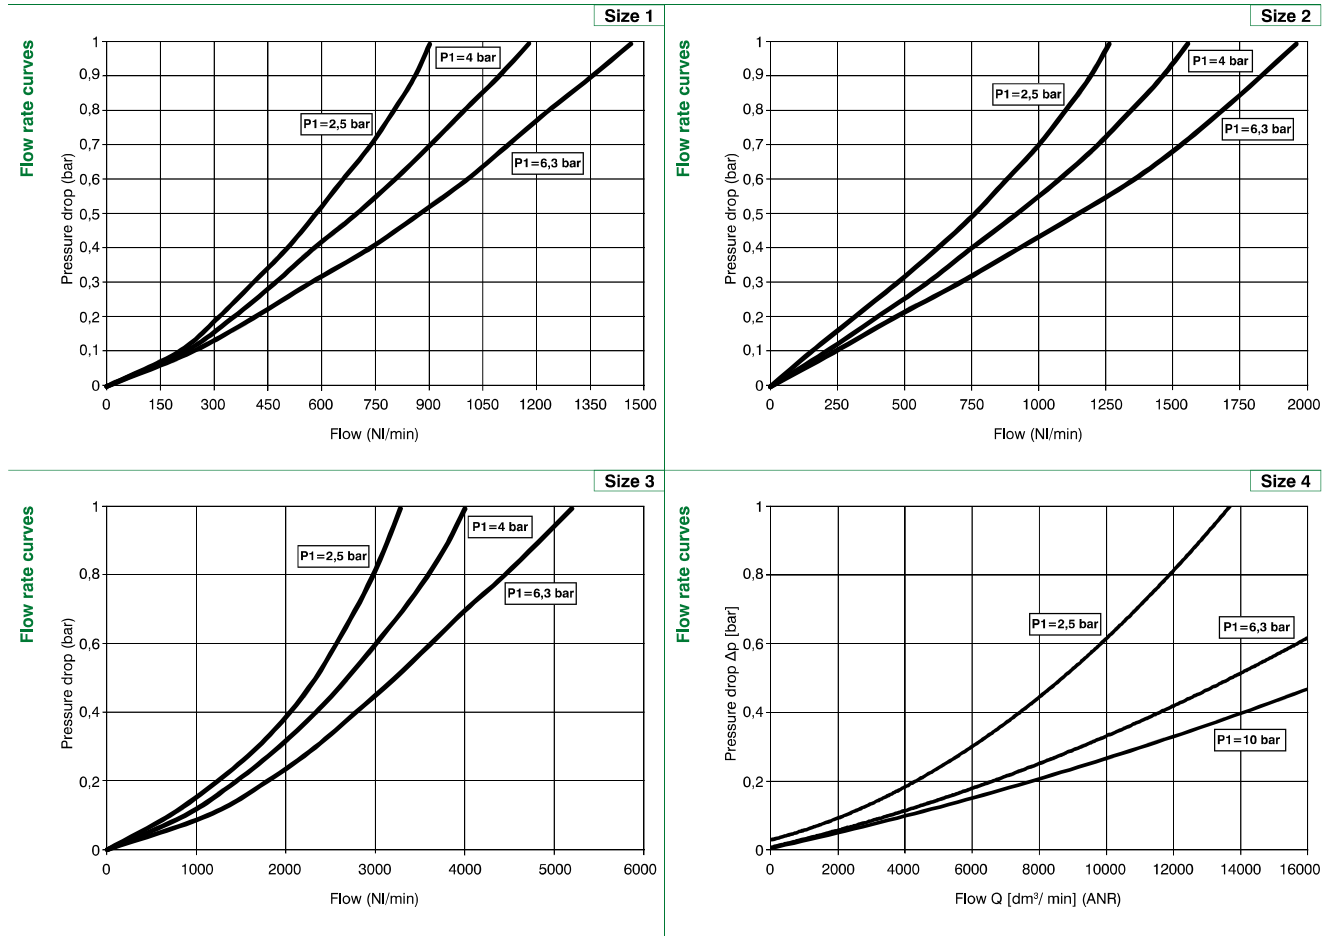 Size 1
Flow rate curves
Pressure drop (bar)
1
0,9
0,8
0,7
0,6
0,5
0,4
0,3
0,2
0,1
0
P1=2,5 bar
P1=4 bar
P1=6,3 bar
0 150 300 450 600 750 900 1050 1200 1350 1500
Flow (Nl/min)
Size 2
Flow rate curves
Pressure drop (bar)
1
0,9
0,8
0,7
0,6
0,5
0,4
0,3
0,2
0,1
0
P1=4 bar
P1=2,5 bar
P1=6,3 bar
0 250 500 750 1000 1250 1500 1750 2000
Flow (Nl/min)
Size 3
Flow rate curves
Pressure drop (bar)
1
0,8
0,6
0,4
0,2
0
P1=4 bar
P1=2,5 bar
P1=6,3 bar
0 1000 2000 3000 4000 5000 6000
Flow (Nl/min)
Size 4
Flow rate curves
Pressure drop Δp [bar]
1
0,8
0,6
0,4
0,2
0
P1=2,5 bar
P1=6,3 bar
P1=10 bar
0 2000 4000 6000 8000 10000 12000 14000 16000
Flow Q [dm³/ min] (ANR)